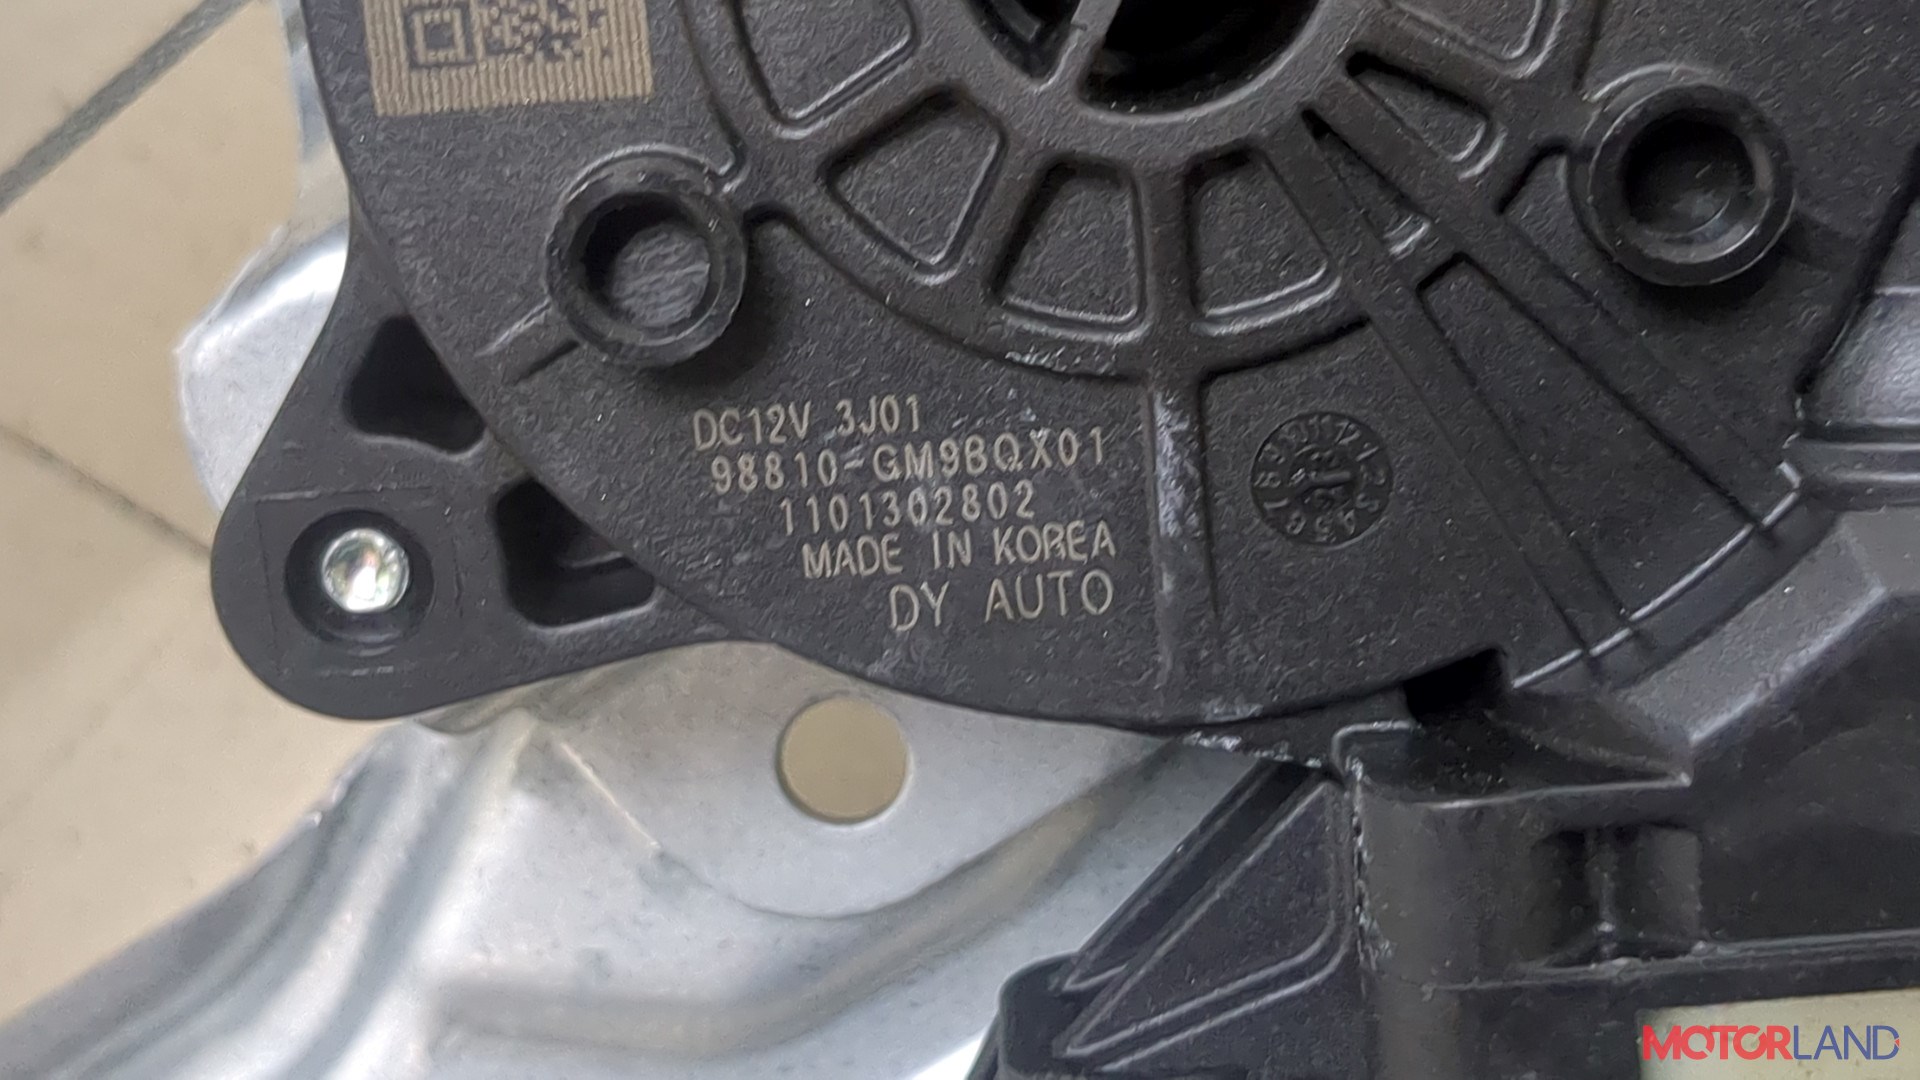 DC12V 3J01
98810-GM9BQX01
1101302802
MADE IN KOREA
DY AUTO
MOTORLAND